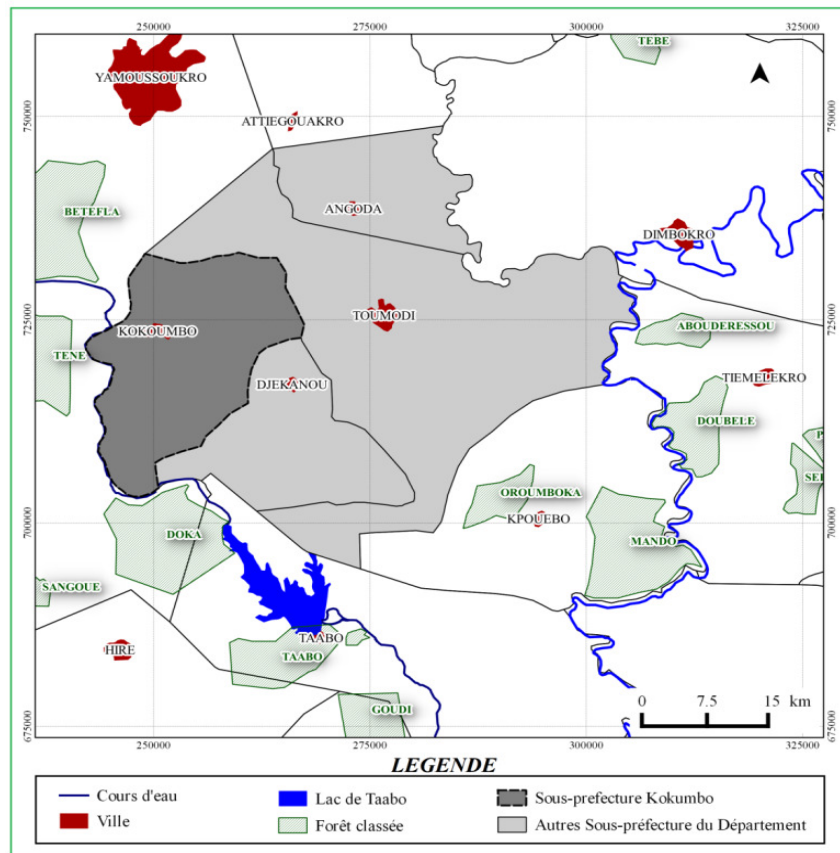 250000 275000 300000 325000
TEBE
YAMOUSSOUKRO
750000 750000
ATTIEGOUAKRO
BETEFLA
ANGODA
DIMBOKRO
725000 725000
TOUMODI
KOKOUMBO
ABOUDERESSOU
TENE
TIEMELEKRO
DJEKANOU
DOUBELE
OROUMBOKA
KPOUEBO
700000 700000
DOKA
MANDO
SANGOUE
TAABO
HIRE
TAABO
GOUDI
0 7.5 15 km
675000 675000
250000 275000 300000 325000
LEGENDE
Cours d'eau
Ville
Lac de Taabo
Forêt classée
Sous-prefecture Kokumbo
Autres Sous-préfecture du Département